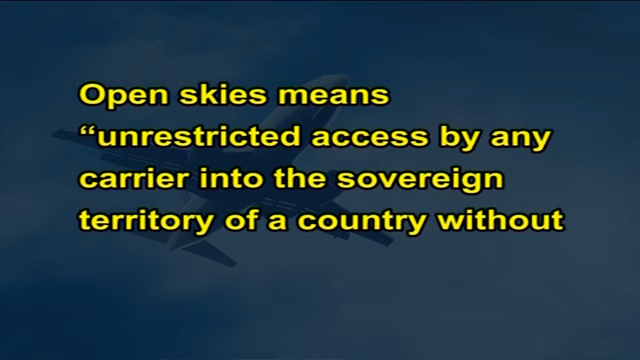 Open skies means
“unrestricted access by any
carrier into the sovereign
territory of a country without